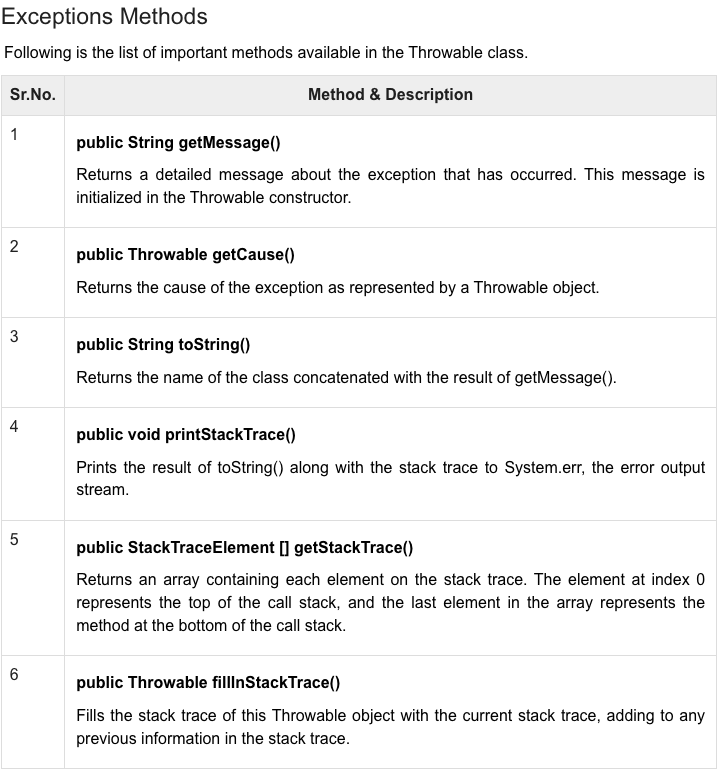 Exceptions Methods
Following is the list of important methods available in the Throwable class.
Sr.No. Method & Description
1
public String getMessage()
Returns a detailed message about the exception that has occurred. This message is
initialized in the Throwable constructor.
2
public Throwable getCause()
Returns the cause of the exception as represented by a Throwable object.
3
public String toString()
Returns the name of the class concatenated with the result of getMessage().
4
public void printStackTrace()
Prints the result of toString() along with the stack trace to System.err, the error output
stream.
5
public StackTraceElement [] getStackTrace()
Returns an array containing each element on the stack trace. The element at index 0
represents the top of the call stack, and the last element in the array represents the
method at the bottom of the call stack.
6
public Throwable fillInStackTrace()
Fills the stack trace of this Throwable object with the current stack trace, adding to any
previous information in the stack trace.